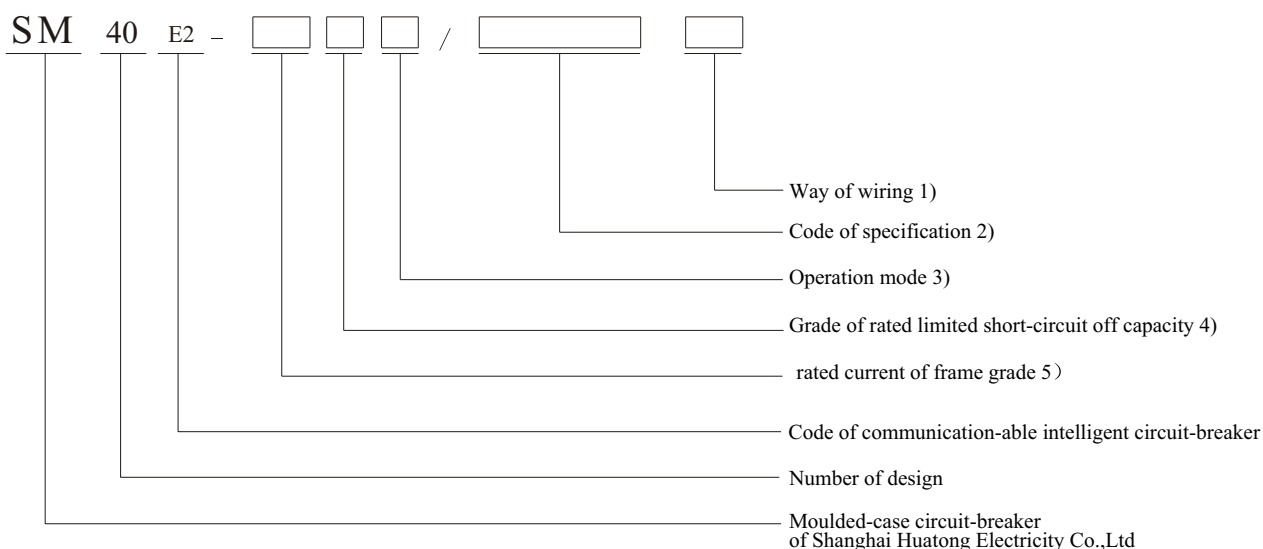 SM 40 E2 – /
Way of wiring 1)
Code of specification 2)
Operation mode 3)
Grade of rated limited short-circuit off capacity 4)
rated current of frame grade 5）
Code of communication-able intelligent circuit-breaker
Number of design
Moulded-case circuit-breaker
of Shanghai Huatong Electricity Co.,Ltd